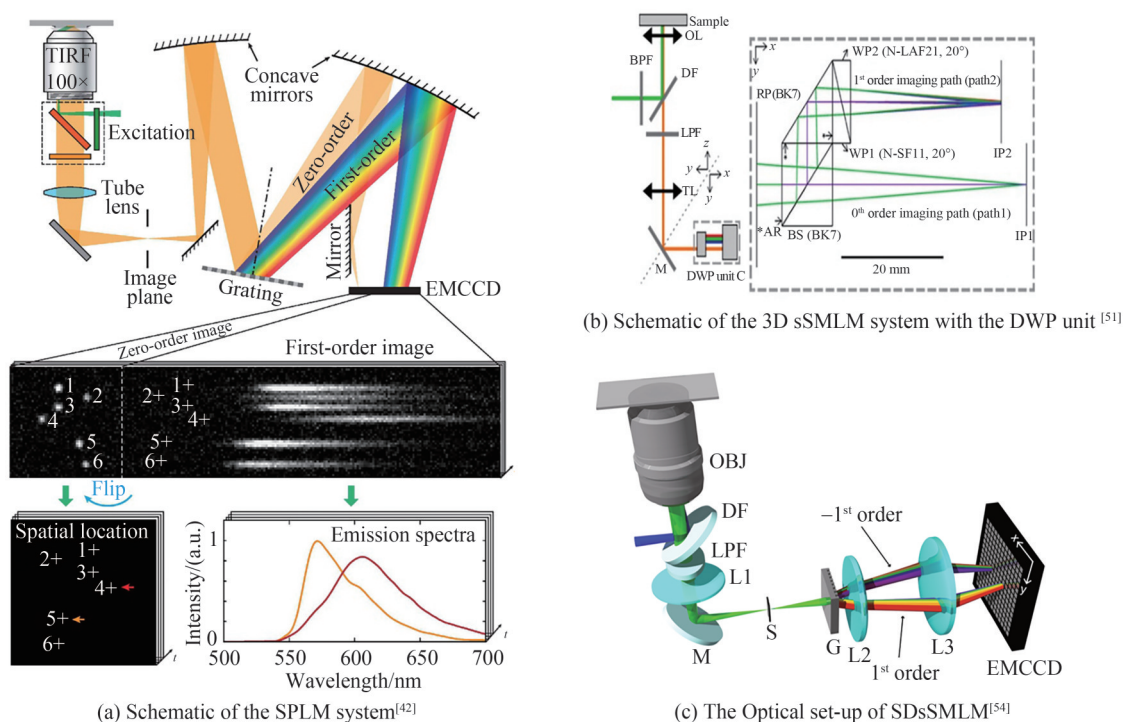 TIRF
100×
Excitation
Tube
lens
Image
plane
Concave
mirrors
Zero-order
First-order
Mirror
Grating
EMCCD
Zero-order image
First-order image
1
2
3
4
5
6
1+
2+
3+
4+
5+
6+
Flip
Spatial location
1+
2+
3+
4+
5+
6+
t
Emission spectra
Intensity/(a.u.)
1
0
500
550
600
650
700
t
Wavelength/nm
(a) Schematic of the SPLM system[42]
Sample
OL
BPF
DF
LPF
z
y
x
y
TL
M
DWP unit C
x
y
RP(BK7)
WP2 (N-LAF21, 20°)
1st order imaging path (path2)
WP1 (N-SF11, 20°)
IP2
0th order imaging path (path1)
*AR
BS (BK7)
IP1
20 mm
(b) Schematic of the 3D sSMLM system with the DWP unit [51]
OBJ
DF
LPF
L1
M
S
G
L2
L3
−1st order
1st order
x
y
EMCCD
(c) The Optical set-up of SDsSMLM[54]